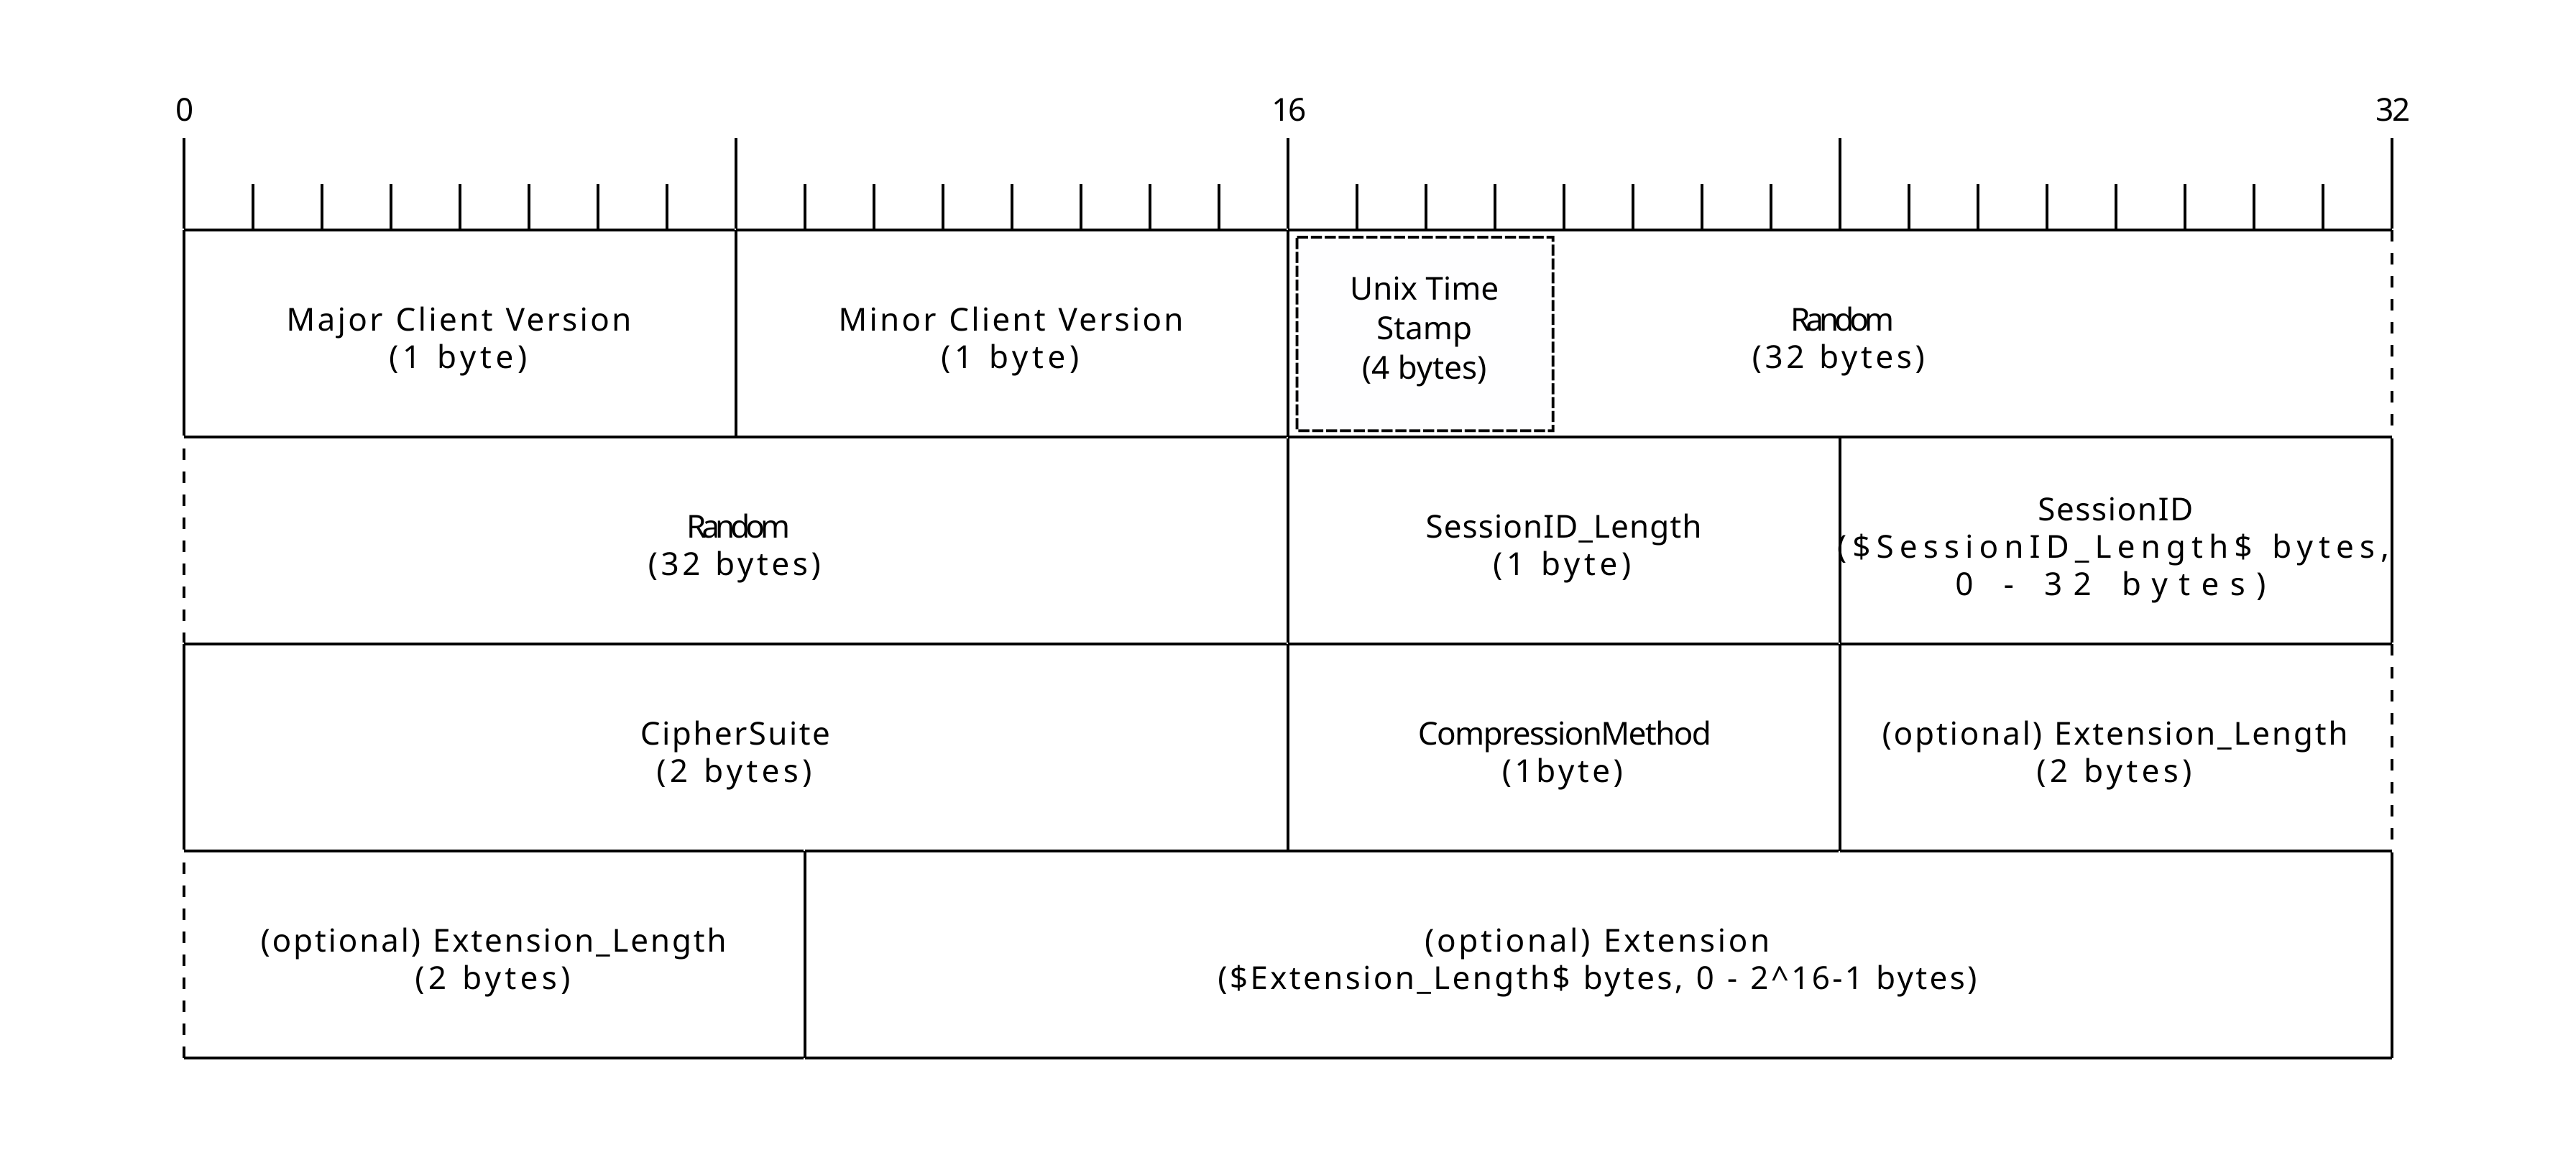 0
16
32
Major Client Version
(1 byte)
Minor Client Version
(1 byte)
Unix Time
Stamp
(4 bytes)
Random
(32 bytes)
Random
(32 bytes)
SessionID_Length
(1 byte)
SessionID
($SessionID_Length$ bytes,
0 - 32 bytes)
CipherSuite
(2 bytes)
CompressionMethod
(1byte)
(optional) Extension_Length
(2 bytes)
(optional) Extension_Length
(2 bytes)
(optional) Extension
($Extension_Length$ bytes, 0 - 2^16-1 bytes)